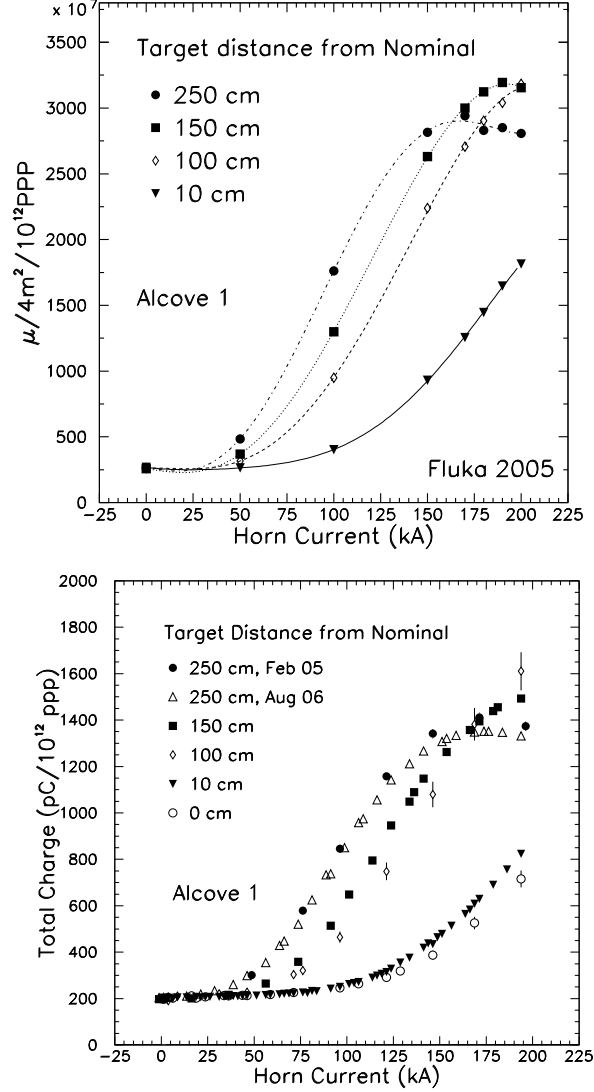 x 10⁷
3500
3000
2500
2000
1500
1000
500
0
μ/4m²/10¹²PPP
Target distance from Nominal
250 cm
150 cm
100 cm
10 cm
Alcove 1
Fluka 2005
−25 0 25 50 75 100 125 150 175 200 225
Horn Current (kA)
2000
1800
1600
1400
1200
1000
800
600
400
200
0
Total Charge (pC/10¹² ppp)
Target Distance from Nominal
250 cm, Feb 05
250 cm, Aug 06
150 cm
100 cm
10 cm
0 cm
Alcove 1
−25 0 25 50 75 100 125 150 175 200 225
Horn Current (kA)